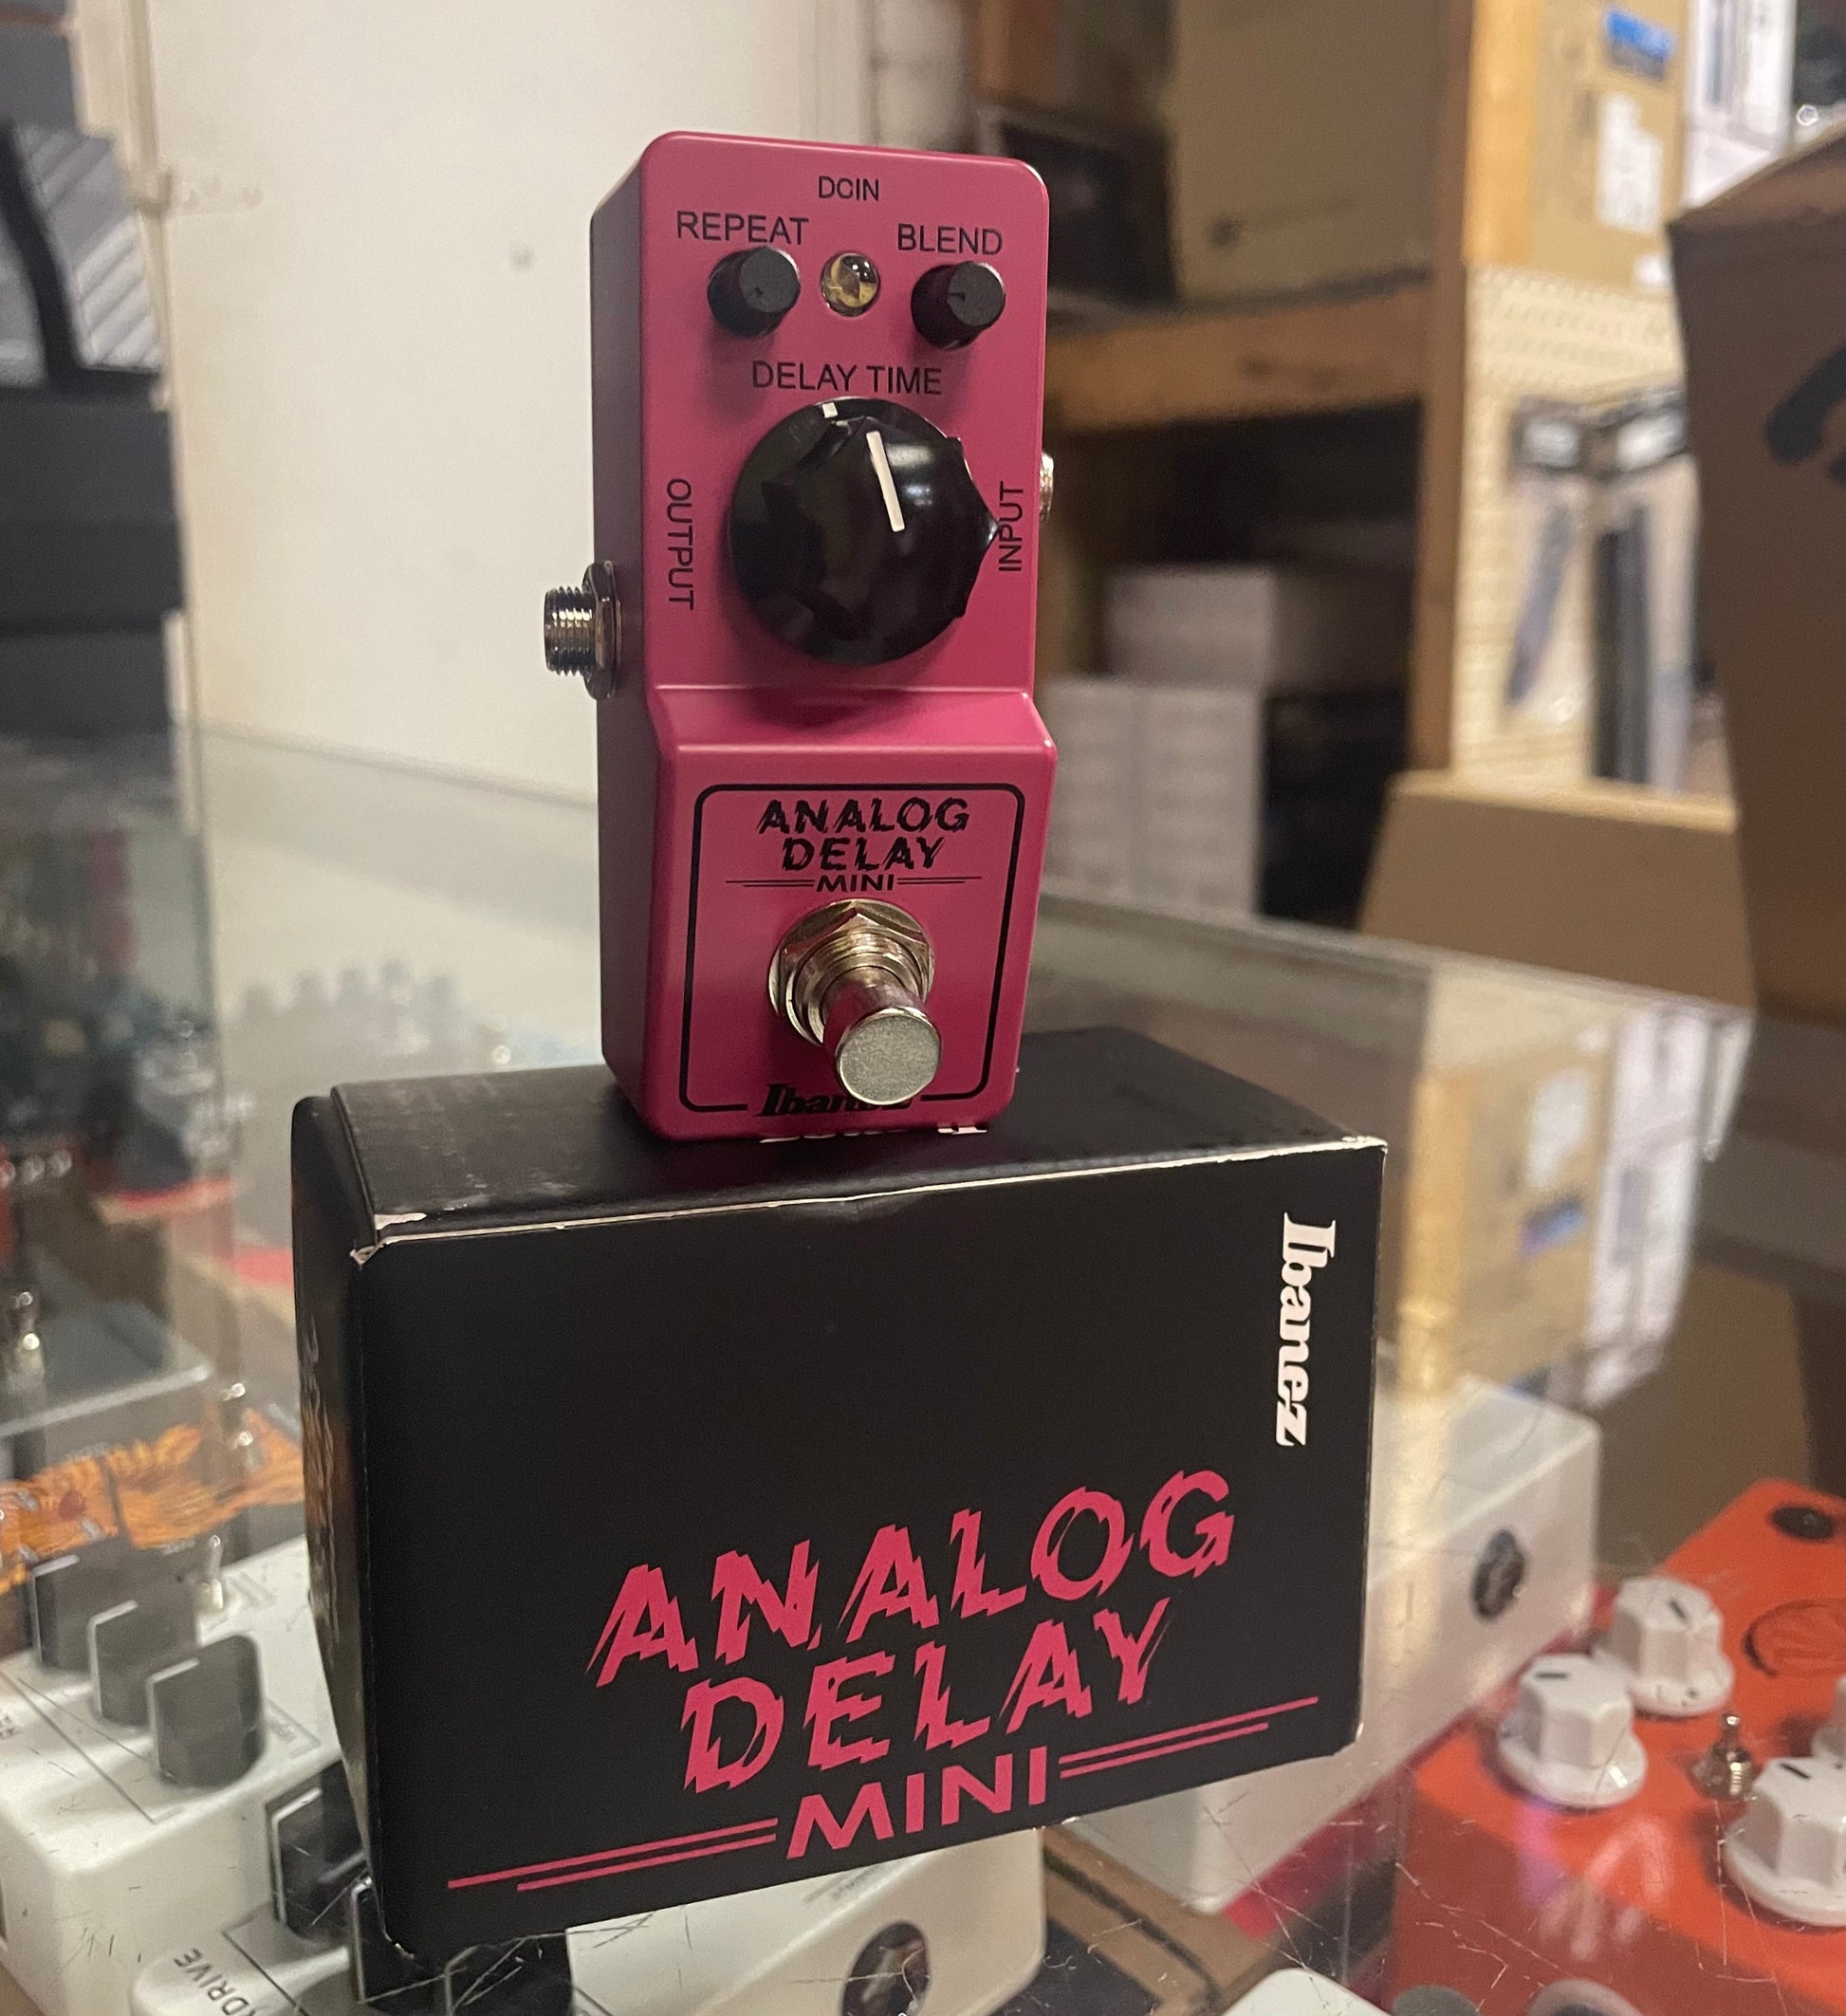 DCIN
REPEAT
BLEND
DELAY TIME
OUTPUT
INPUT
ANALOG
DELAY
MINI
Ibanez
Ibanez
ANALOG
DELAY
MINI